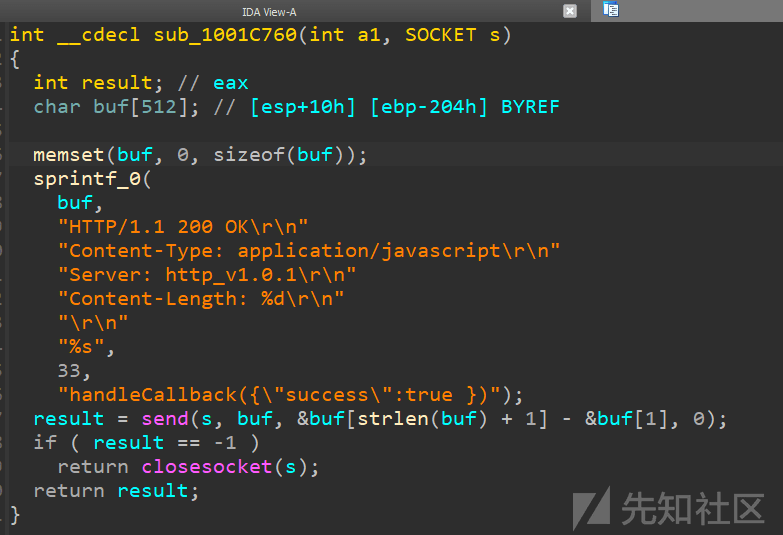 IDA View-A
int __cdecl sub_1001C760(int a1, SOCKET s)
{
  int result; // eax
  char buf[512]; // [esp+10h] [ebp-204h] BYREF

  memset(buf, 0, sizeof(buf));
  sprintf_0(
    buf,
    "HTTP/1.1 200 OK\r\n"
    "Content-Type: application/javascript\r\n"
    "Server: http_v1.0.1\r\n"
    "Content-Length: %d\r\n"
    "\r\n"
    "%s",
    33,
    "handleCallback({\"success\":true })");
  result = send(s, buf, &buf[strlen(buf) + 1] - &buf[1], 0);
  if ( result == -1 )
    return closesocket(s);
  return result;
}
先知社区